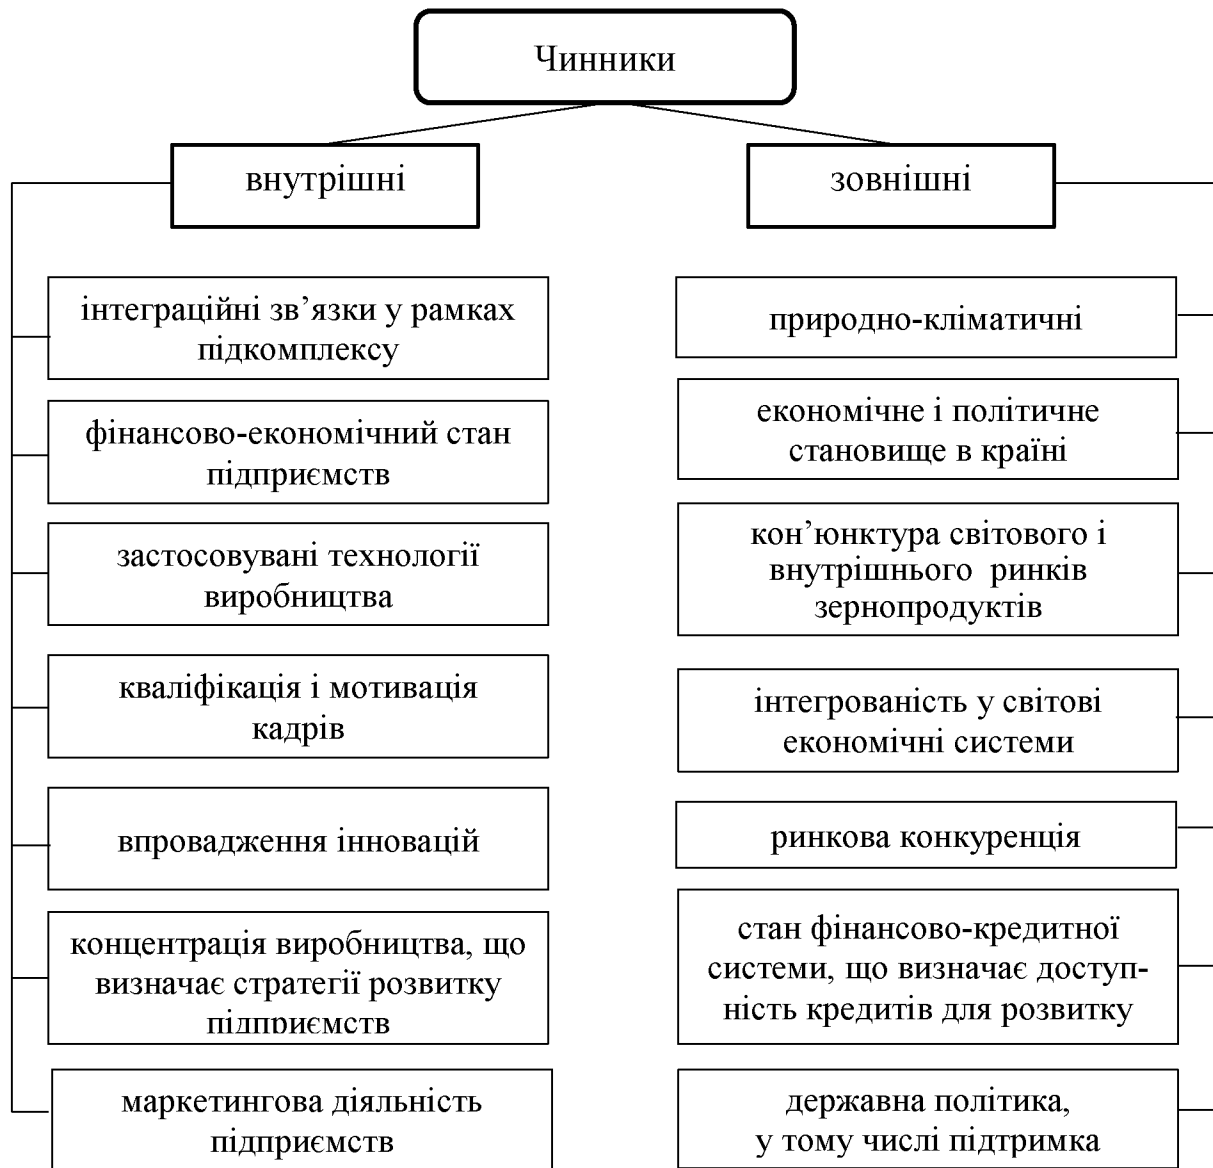 Чинники
внутрішні
інтеграційні зв’язки у рамках
підкомплексу
фінансово-економічний стан
підприємств
застосовувані технології
виробництва
кваліфікація і мотивація
кадрів
впровадження інновацій
концентрація виробництва, що
визначає стратегії розвитку
підприємств
маркетингова діяльність
підприємств
зовнішні
природно-кліматичні
економічне і політичне
становище в країні
кон’юнктура світового і
внутрішнього ринків
зернопродуктів
інтегрованість у світові
економічні системи
ринкова конкуренція
стан фінансово-кредитної
системи, що визначає доступ-
ність кредитів для розвитку
державна політика,
у тому числі підтримка